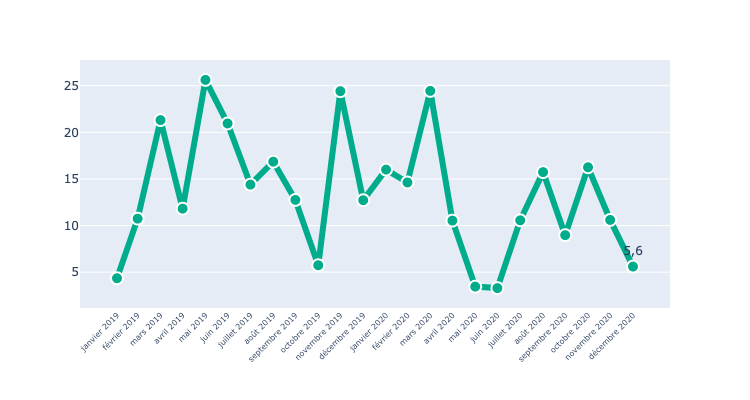 25
20
15
10
5
5,6
janvier 2019
février 2019
mars 2019
avril 2019
mai 2019
juin 2019
juillet 2019
août 2019
septembre 2019
octobre 2019
novembre 2019
décembre 2019
janvier 2020
février 2020
mars 2020
avril 2020
mai 2020
juin 2020
juillet 2020
août 2020
septembre 2020
octobre 2020
novembre 2020
décembre 2020